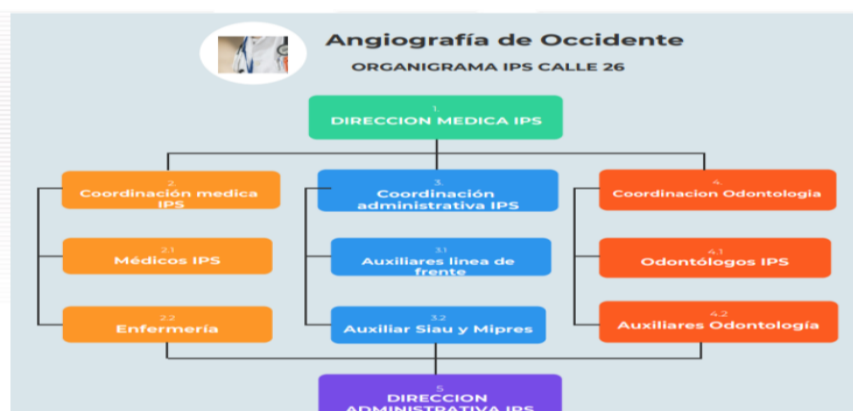 Angiografía de Occidente
ORGANIGRAMA IPS CALLE 26
1.
DIRECCION MEDICA IPS
2.
Coordinación medica
IPS
3.
Coordinación
administrativa IPS
4.
Coordinacion Odontologia
2.1
Médicos IPS
3.1
Auxiliares linea de
frente
4.1
Odontólogos IPS
2.2
Enfermería
3.2
Auxiliar Siau y Mipres
4.2
Auxiliares Odontología
5
DIRECCION
ADMINISTRATIVA IPS